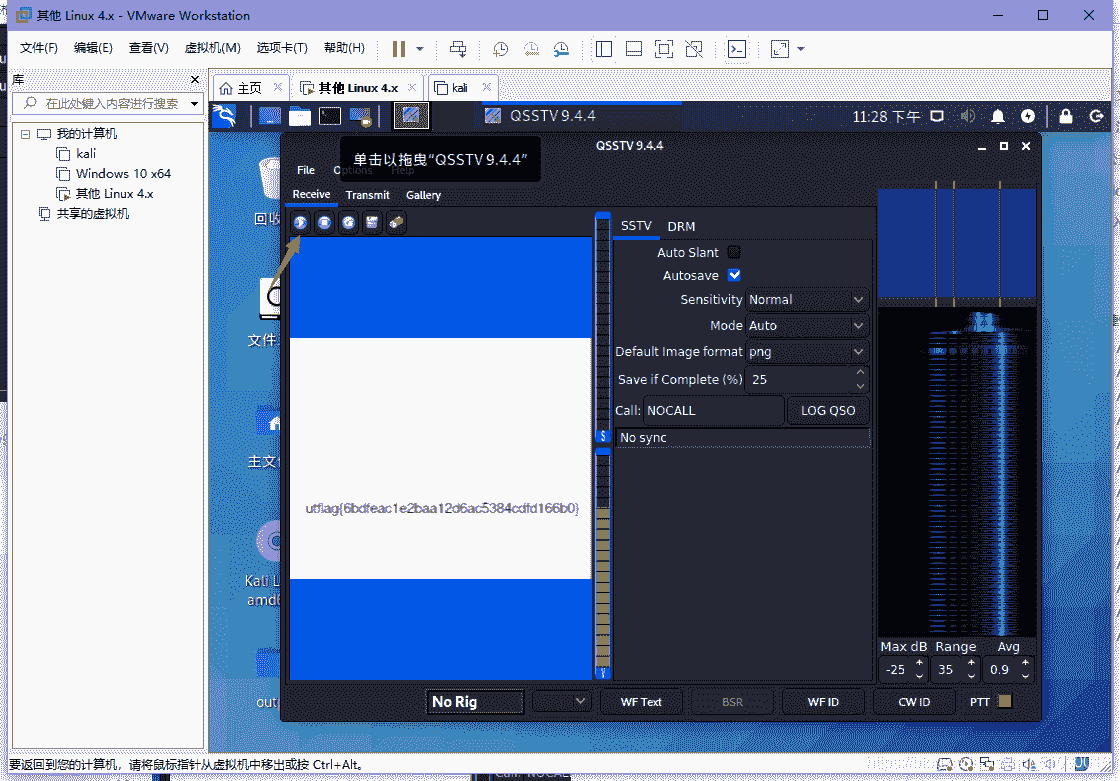 其他 Linux 4.x - VMware Workstation
文件(F) 编辑(E) 查看(V) 虚拟机(M) 选项卡(T) 帮助(H)
库
在此处键入内容进行搜索
我的计算机
kali
Windows 10 x64
其他 Linux 4.x
共享的虚拟机
主页 其他 Linux 4.x kali
QSSTV 9.4.4 11:28 下午
QSSTV 9.4.4
单击以拖曳“QSSTV 9.4.4”
File Options Help
Receive Transmit Gallery
回收
文件
主文
Kali L
amd6
out
utflag{6bdfeac1e2baa12d6ac5384cdfd166b0}
S
V
SSTV DRM
Auto Slant
Autosave
Sensitivity Normal
Mode Auto
Default Image format png
Save if Complete (%) 25
Call: NOCALL LOG QSO
No sync
Max dB Range Avg
-25 35 0.9
No Rig WF Text BSR WF ID CW ID PTT
要返回到您的计算机，请将鼠标指针从虚拟机中移出或按 Ctrl+Alt。
Call: NOCALL